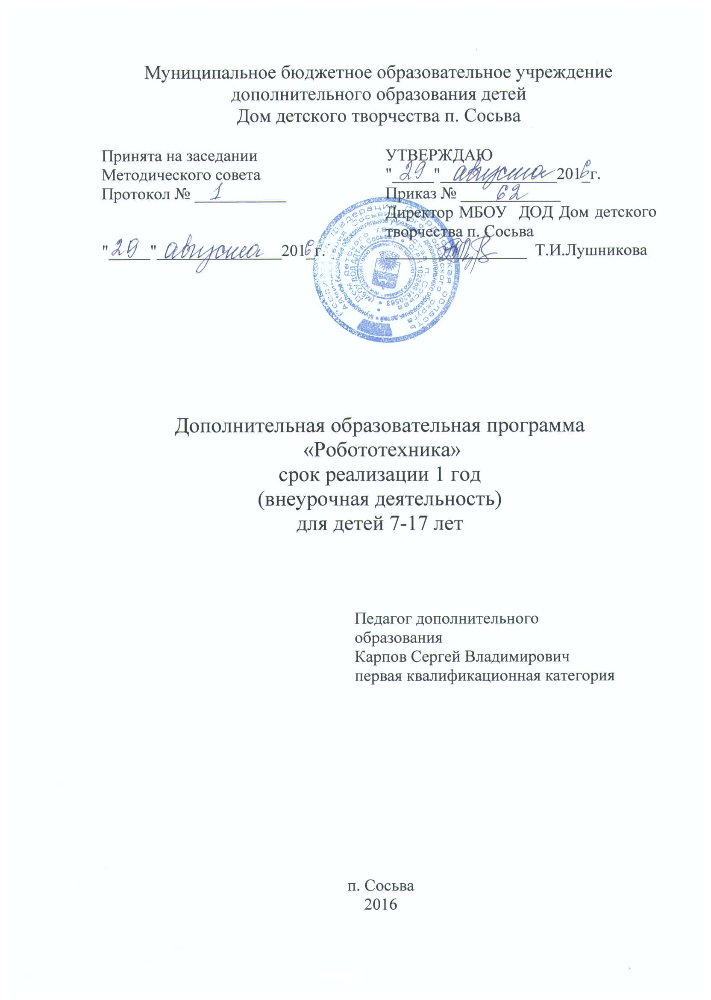 Муниципальное бюджетное образовательное учреждение
дополнительного образования детей
Дом детского творчества п. Сосьва
Принята на заседании
Методического совета
Протокол № 1
"29" августа 2016 г.
УТВЕРЖДАЮ
"29" августа 2016 г.
Приказ № 62
Директор МБОУ ДОД Дом детского
творчества п. Сосьва
Т.И.Лушникова
Дополнительная образовательная программа
«Робототехника»
срок реализации 1 год
(внеурочная деятельность)
для детей 7-17 лет
Педагог дополнительного
образования
Карпов Сергей Владимирович
первая квалификационная категория
п. Сосьва
2016